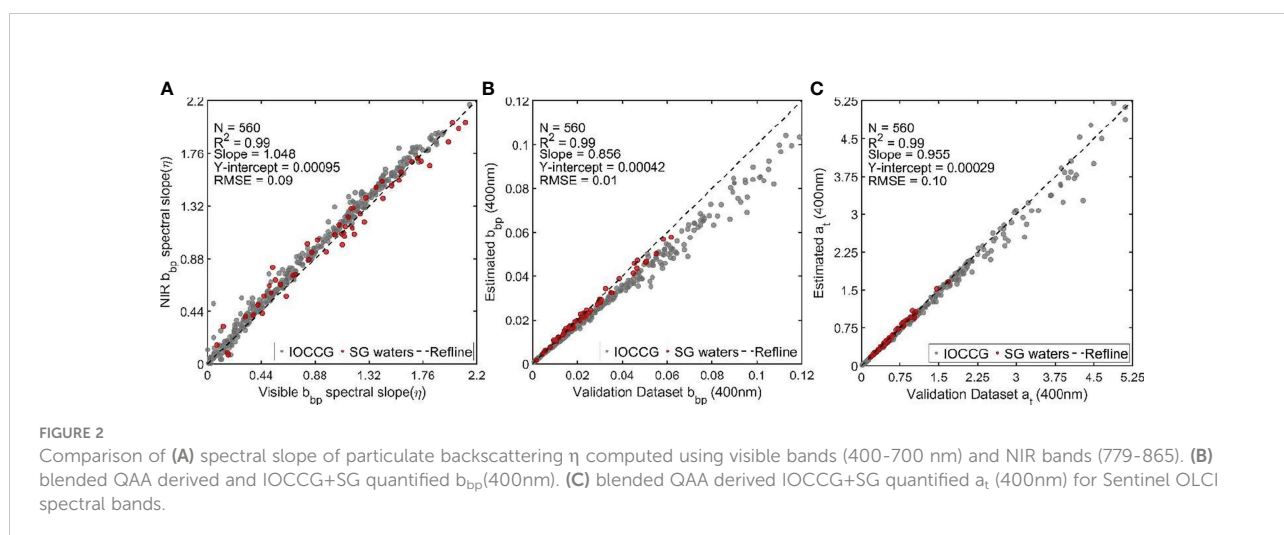 A
B
C
NIR b_bp spectral slope(η)
2.2
1.76
1.32
0.88
0.44
0
N = 560
R² = 0.99
Slope = 1.048
Y-intercept = 0.00095
RMSE = 0.09
IOCCG SG waters --Refline
0 0.44 0.88 1.32 1.76 2.2
Visible b_bp spectral slope(η)
Estimated b_bp (400nm)
0.12
0.1
0.08
0.06
0.04
0.02
0
N = 560
R² = 0.99
Slope = 0.856
Y-intercept = 0.00042
RMSE = 0.01
IOCCG SG waters --Refline
0 0.02 0.04 0.06 0.08 0.1 0.12
Validation Dataset b_bp (400nm)
Estimated a_t (400nm)
5.25
4.5
3.75
3
2.25
1.5
0.75
0
N = 560
R² = 0.99
Slope = 0.955
Y-intercept = 0.00029
RMSE = 0.10
IOCCG SG waters --Refline
0 0.75 1.5 2.25 3 3.75 4.5 5.25
Validation Dataset a_t (400nm)
FIGURE 2
Comparison of (A) spectral slope of particulate backscattering η computed using visible bands (400-700 nm) and NIR bands (779-865). (B)
blended QAA derived and IOCCG+SG quantified b_bp(400nm). (C) blended QAA derived IOCCG+SG quantified a_t (400nm) for Sentinel OLCI
spectral bands.